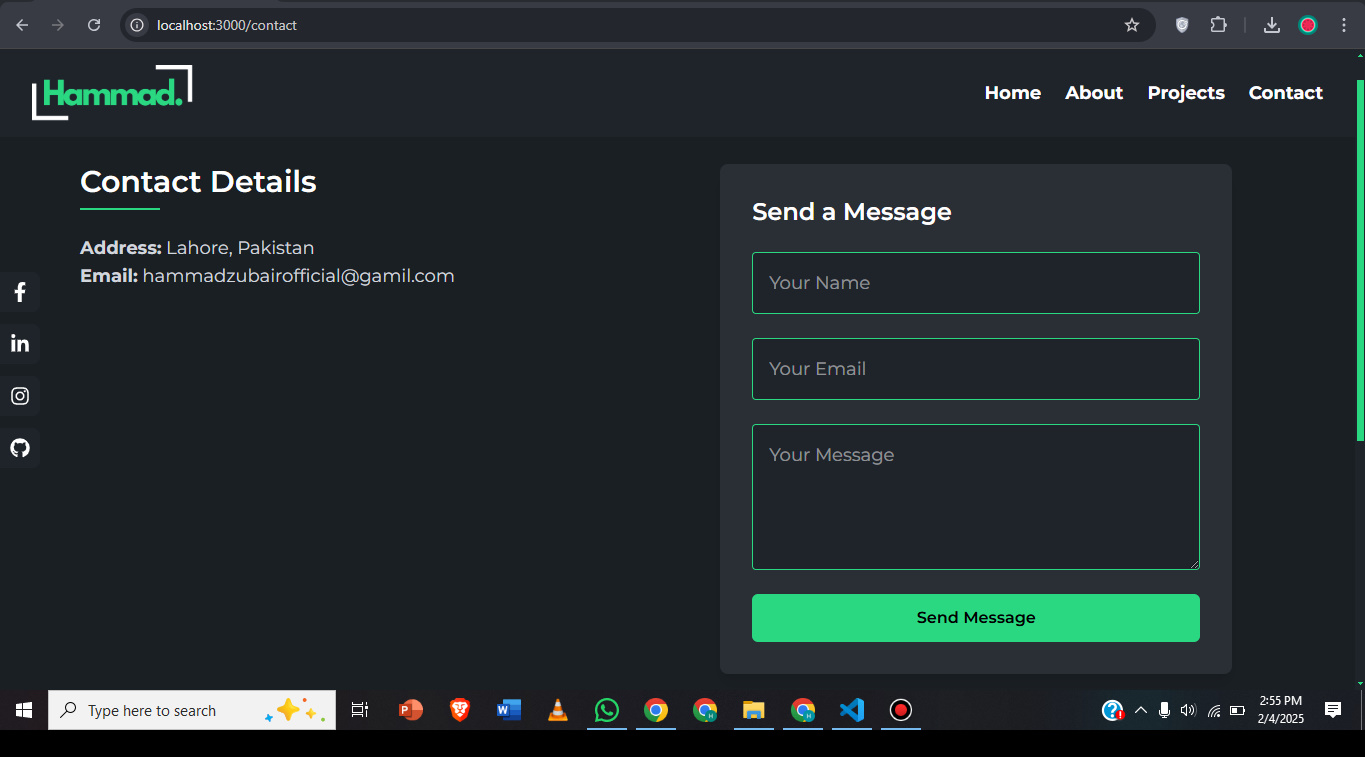 localhost:3000/contact
Hammad.
Home About Projects Contact
Contact Details
Address: Lahore, Pakistan
Email: hammadzubairofficial@gamil.com
Send a Message
Your Name
Your Email
Your Message
Send Message
Type here to search
2:55 PM
2/4/2025